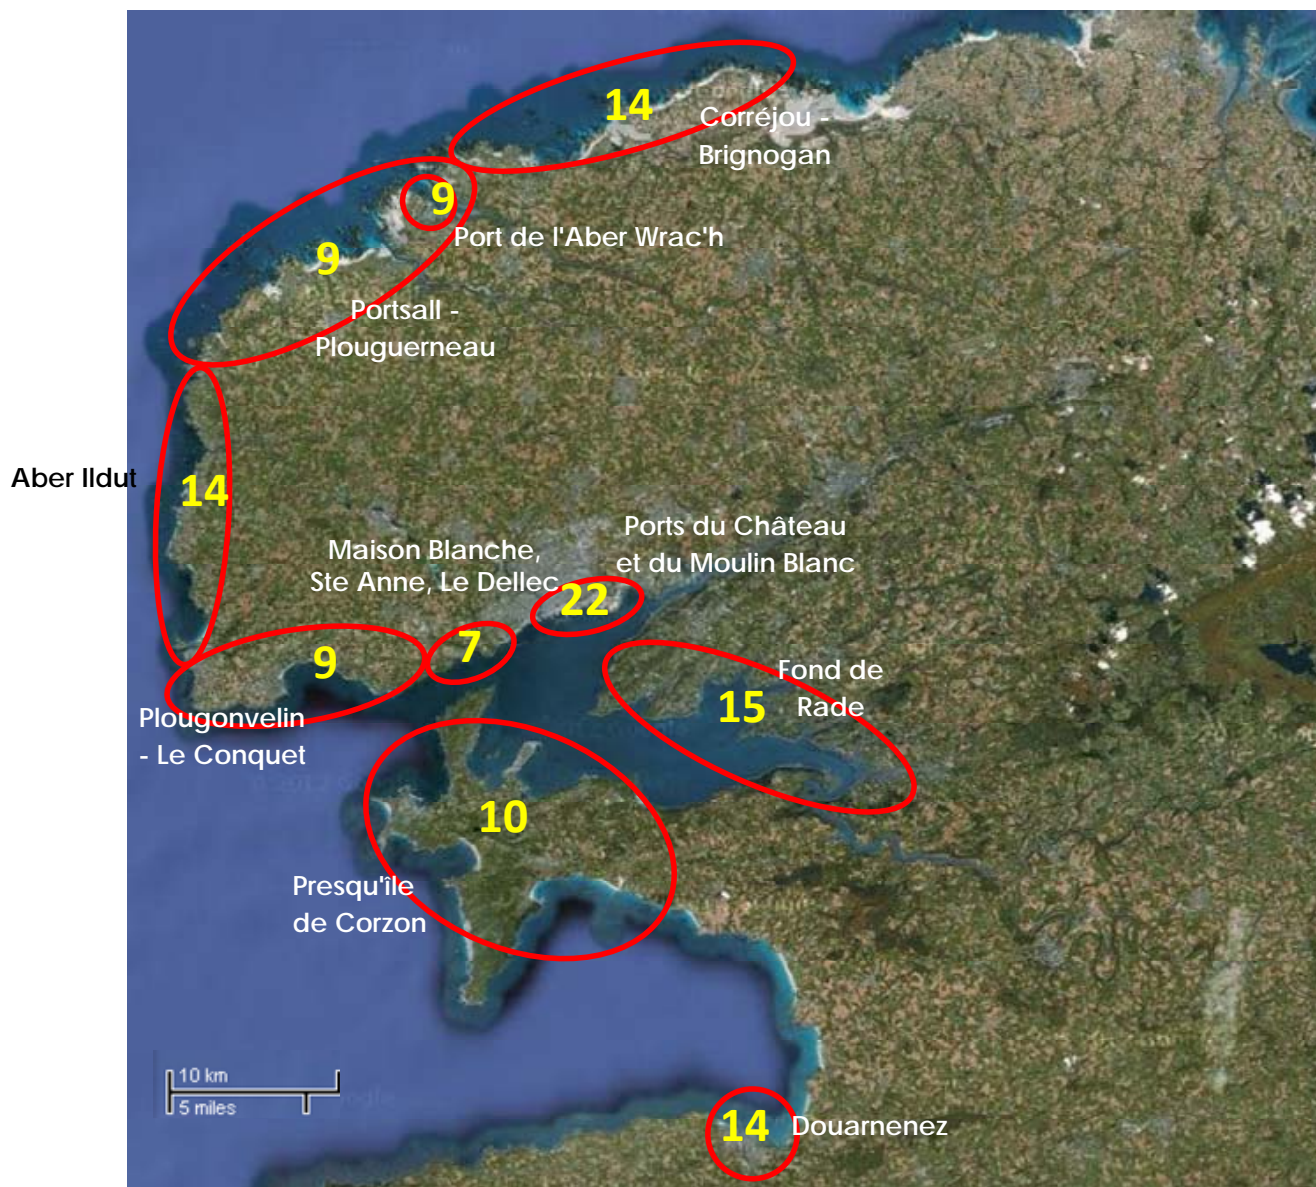 14
Corréjou -
Brignogan
9
Port de l'Aber Wrac'h
9
Portsall -
Plouguerneau
Aber Ildut
14
Maison Blanche,
Ste Anne, Le Dellec
Ports du Château
et du Moulin Blanc
22
7
9
Plougonvelin
- Le Conquet
Fond de
Rade
15
10
Presqu'île
de Corzon
10 km
5 miles
14
Douarnenez